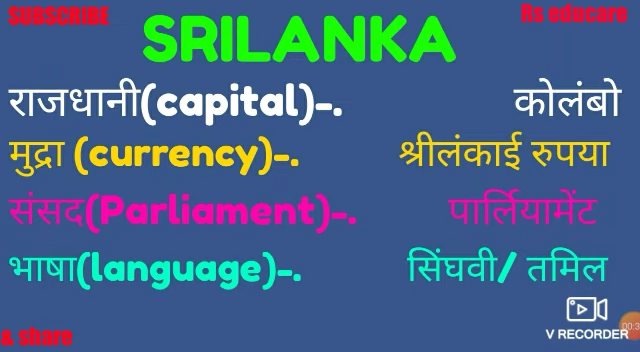 SUBSCRIBE
Rs educare
SRILANKA
राजधानी(capital)-. कोलंबो
मुद्रा (currency)-. श्रीलंकाई रुपया
संसद(Parliament)-. पार्लियामेंट
भाषा(language)-. सिंघवी/ तमिल
V RECORDER
& share